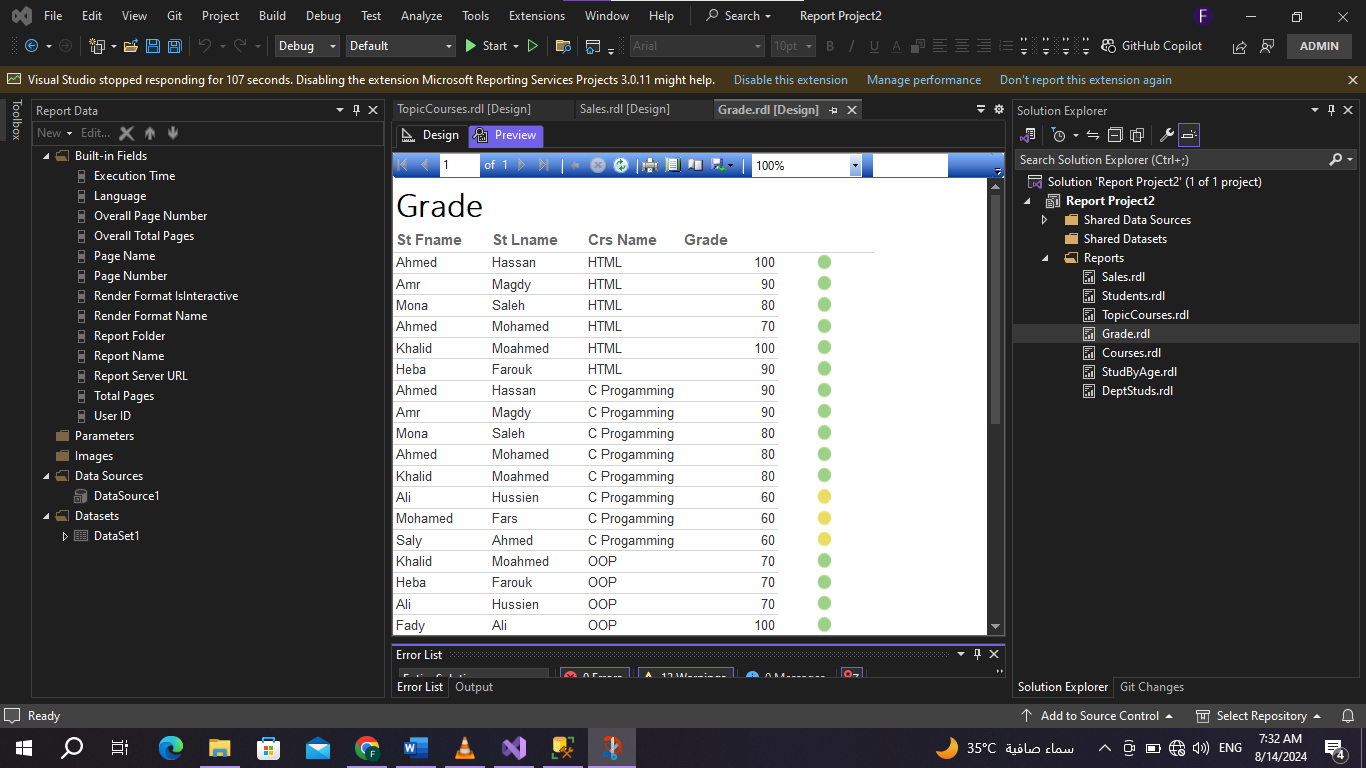 File Edit View Git Project Build Debug Test Analyze Tools Extensions Window Help Search Report Project2 F
Debug Default Start Arial 10pt B I U A GitHub Copilot ADMIN
Visual Studio stopped responding for 107 seconds. Disabling the extension Microsoft Reporting Services Projects 3.0.11 might help. Disable this extension Manage performance Don't report this extension again
Toolbox
Report Data
New Edit...
Built-in Fields
Execution Time
Language
Overall Page Number
Overall Total Pages
Page Name
Page Number
Render Format IsInteractive
Render Format Name
Report Folder
Report Name
Report Server URL
Total Pages
User ID
Parameters
Images
Data Sources
DataSource1
Datasets
DataSet1
TopicCourses.rdl [Design] Sales.rdl [Design] Grade.rdl [Design]
Design Preview
1 of 1 100%
Grade
St Fname St Lname Crs Name Grade
Ahmed Hassan HTML 100
Amr Magdy HTML 90
Mona Saleh HTML 80
Ahmed Mohamed HTML 70
Khalid Moahmed HTML 100
Heba Farouk HTML 90
Ahmed Hassan C Progamming 90
Amr Magdy C Progamming 90
Mona Saleh C Progamming 80
Ahmed Mohamed C Progamming 80
Khalid Moahmed C Progamming 80
Ali Hussien C Progamming 60
Mohamed Fars C Progamming 60
Saly Ahmed C Progamming 60
Khalid Moahmed OOP 70
Heba Farouk OOP 70
Ali Hussien OOP 70
Fady Ali OOP 100
Error List
Entire Solution 0 Errors 12 Warnings 0 Messages
Error List Output
Solution Explorer
Search Solution Explorer (Ctrl+;)
Solution 'Report Project2' (1 of 1 project)
Report Project2
Shared Data Sources
Shared Datasets
Reports
Sales.rdl
Students.rdl
TopicCourses.rdl
Grade.rdl
Courses.rdl
StudByAge.rdl
DeptStuds.rdl
Solution Explorer Git Changes
Ready Add to Source Control Select Repository
35°C سماء صافية ENG 7:32 AM
8/14/2024 4